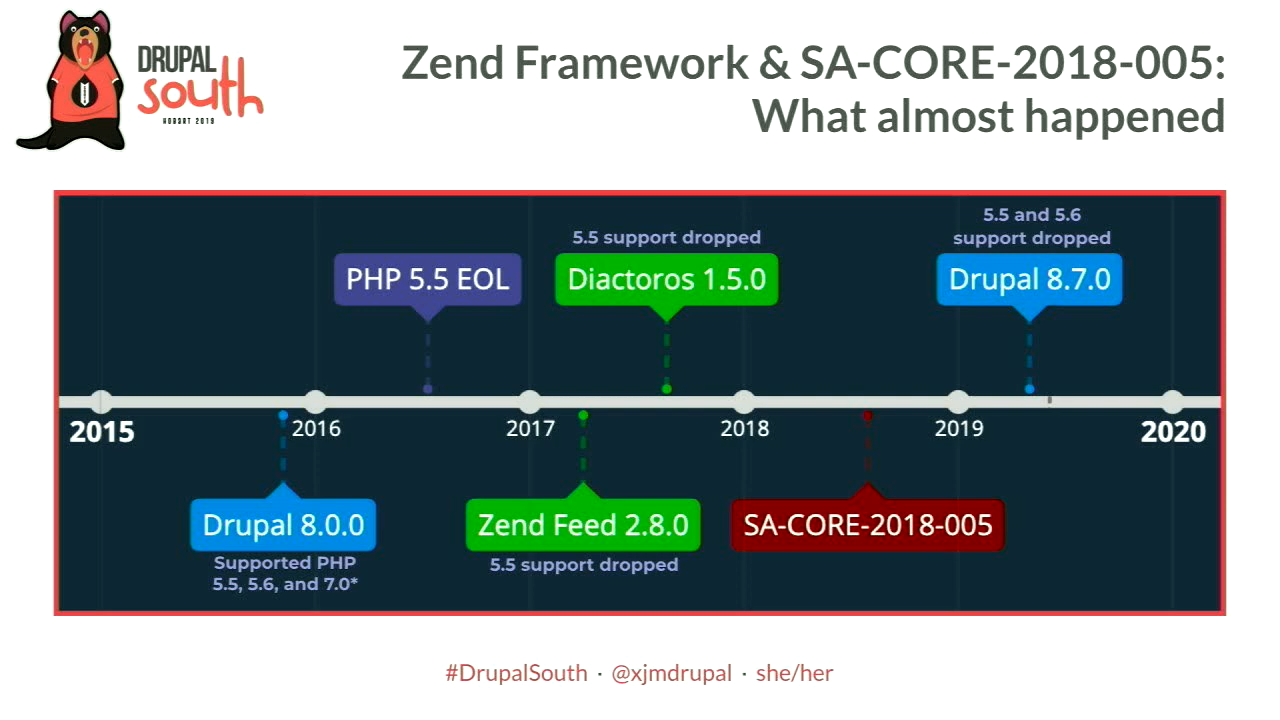 DRUPAL
south
HOBART 2019
Zend Framework & SA-CORE-2018-005:
What almost happened
5.5 support dropped
5.5 and 5.6
support dropped
PHP 5.5 EOL
Diactoros 1.5.0
Drupal 8.7.0
2015
2016
2017
2018
2019
2020
Drupal 8.0.0
Zend Feed 2.8.0
SA-CORE-2018-005
Supported PHP
5.5, 5.6, and 7.0*
5.5 support dropped
#DrupalSouth · @xjmdrupal · she/her